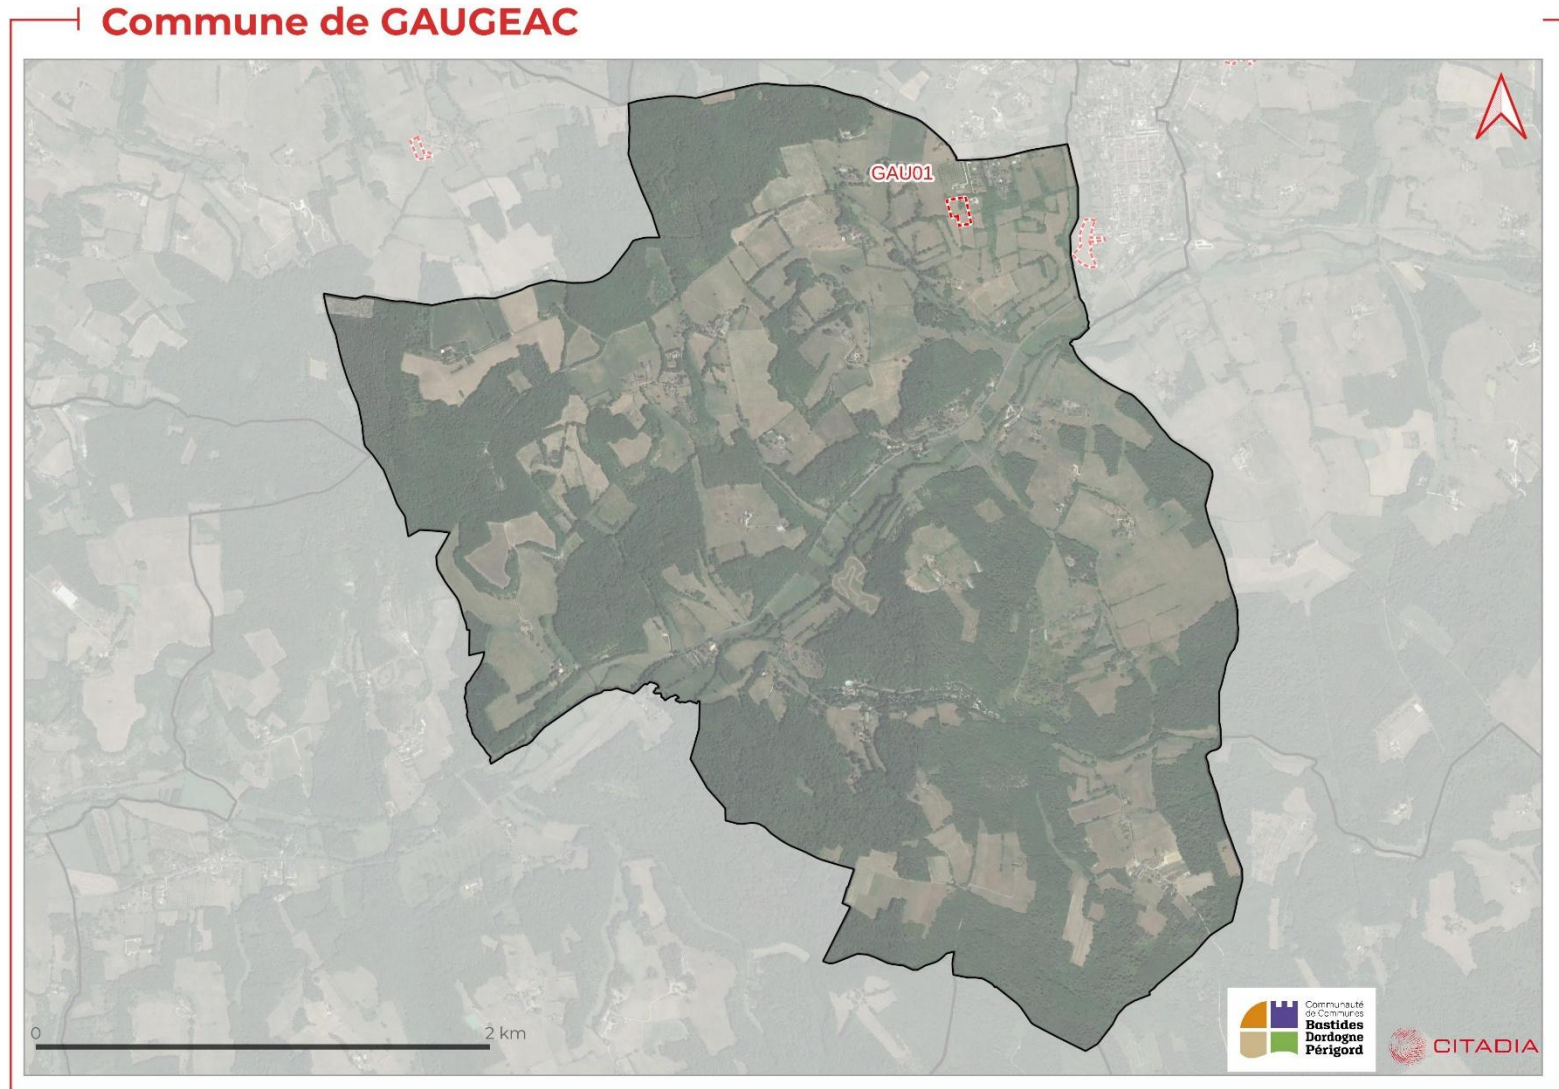 Commune de GAUGEAC
GAU01
0
2 km
Communauté
de Communes
Bastides
Dordogne
Périgord
CITADIA